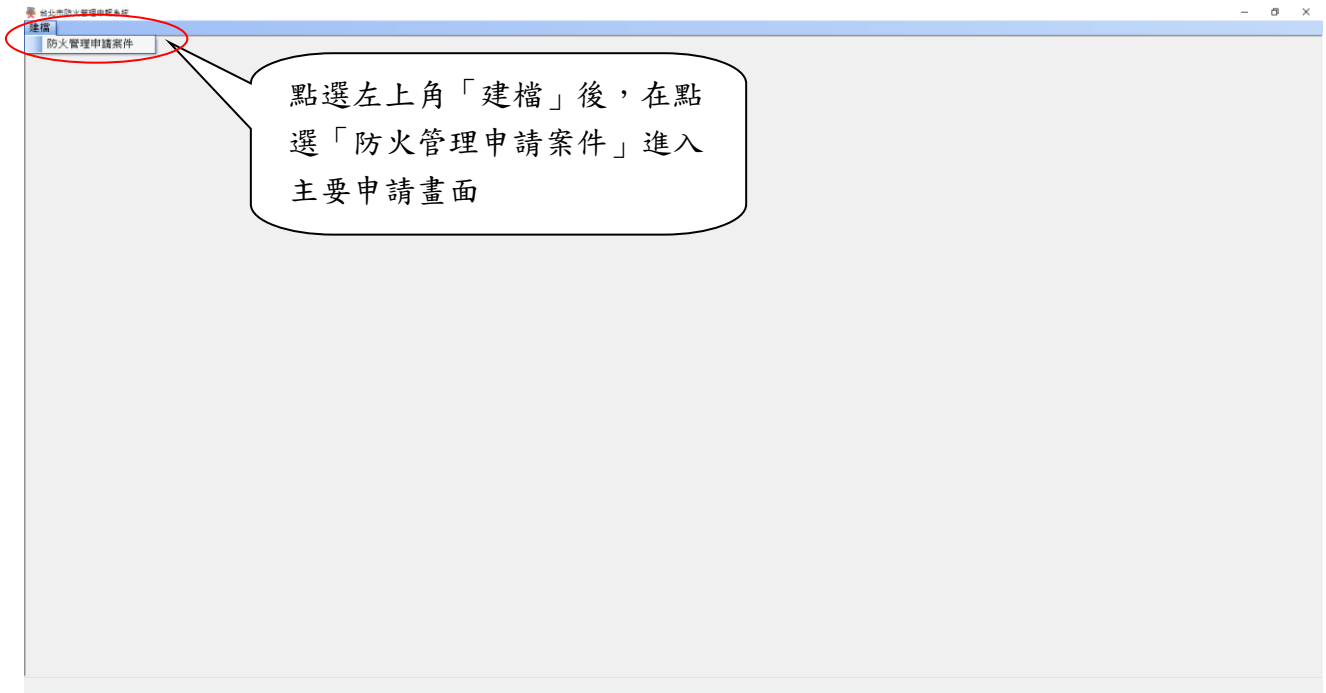 台北市防火管理申報系統
建檔
防火管理申請案件
點選左上角「建檔」後，在點
選「防火管理申請案件」進入
主要申請畫面